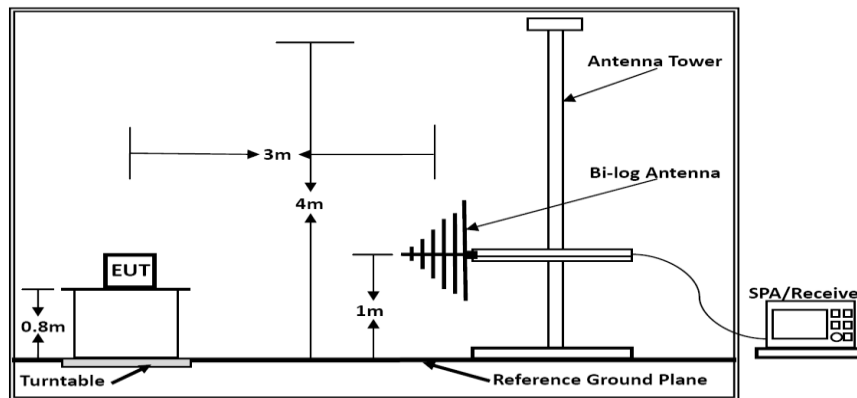 Antenna Tower
3m
Bi-log Antenna
4m
EUT
1m
0.8m
SPA/Receive
Turntable
Reference Ground Plane